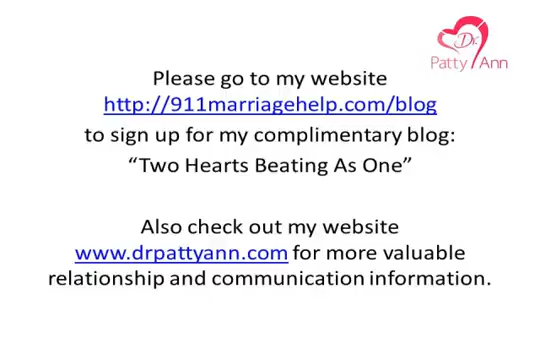 Dr.
Patty Ann
Please go to my website
http://911marriagehelp.com/blog
to sign up for my complimentary blog:
“Two Hearts Beating As One”
Also check out my website
www.drpattyann.com for more valuable
relationship and communication information.